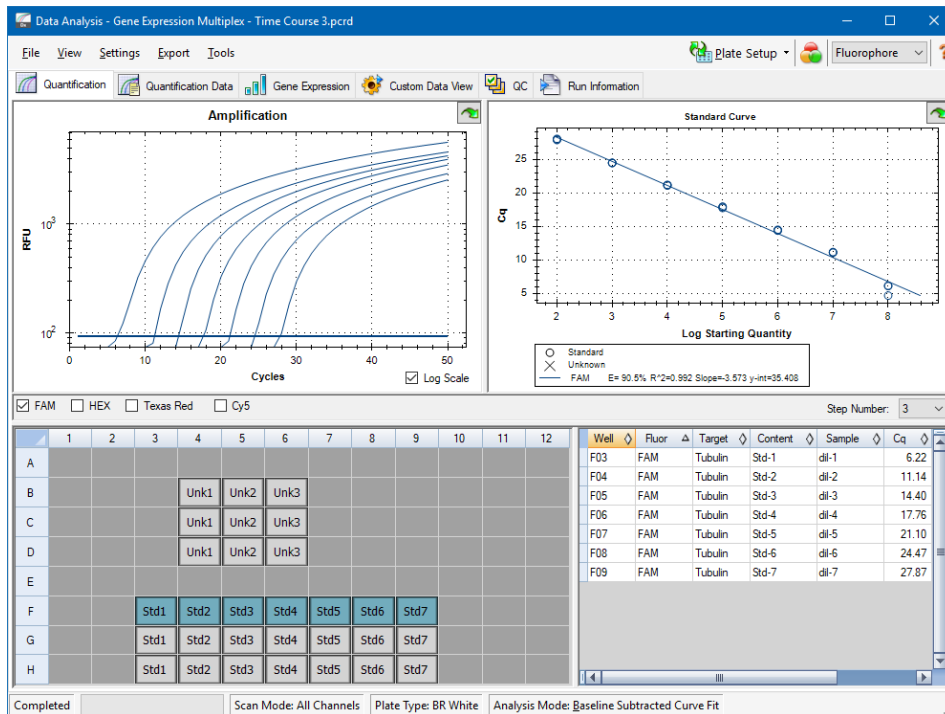 Data Analysis - Gene Expression Multiplex - Time Course 3.pcrd
File View Settings Export Tools Plate Setup Fluorophore ?
Quantification Quantification Data Gene Expression Custom Data View QC Run Information
Amplification
RFU
10^3
10^2
0 10 20 30 40 50
Cycles
Log Scale
Standard Curve
Cq
25
20
15
10
5
2 3 4 5 6 7 8
Log Starting Quantity
Standard
Unknown
FAM E= 90.5% R^2=0.992 Slope=-3.573 y-int=35.408
FAM HEX Texas Red Cy5 Step Number: 3
1 2 3 4 5 6 7 8 9 10 11 12
A
B Unk1 Unk2 Unk3
C Unk1 Unk2 Unk3
D Unk1 Unk2 Unk3
E
F Std1 Std2 Std3 Std4 Std5 Std6 Std7
G Std1 Std2 Std3 Std4 Std5 Std6 Std7
H Std1 Std2 Std3 Std4 Std5 Std6 Std7
Well Fluor Target Content Sample Cq
F03 FAM Tubulin Std-1 dil-1 6.22
F04 FAM Tubulin Std-2 dil-2 11.14
F05 FAM Tubulin Std-3 dil-3 14.40
F06 FAM Tubulin Std-4 dil-4 17.76
F07 FAM Tubulin Std-5 dil-5 21.10
F08 FAM Tubulin Std-6 dil-6 24.47
F09 FAM Tubulin Std-7 dil-7 27.87
Completed Scan Mode: All Channels Plate Type: BR White Analysis Mode: Baseline Subtracted Curve Fit